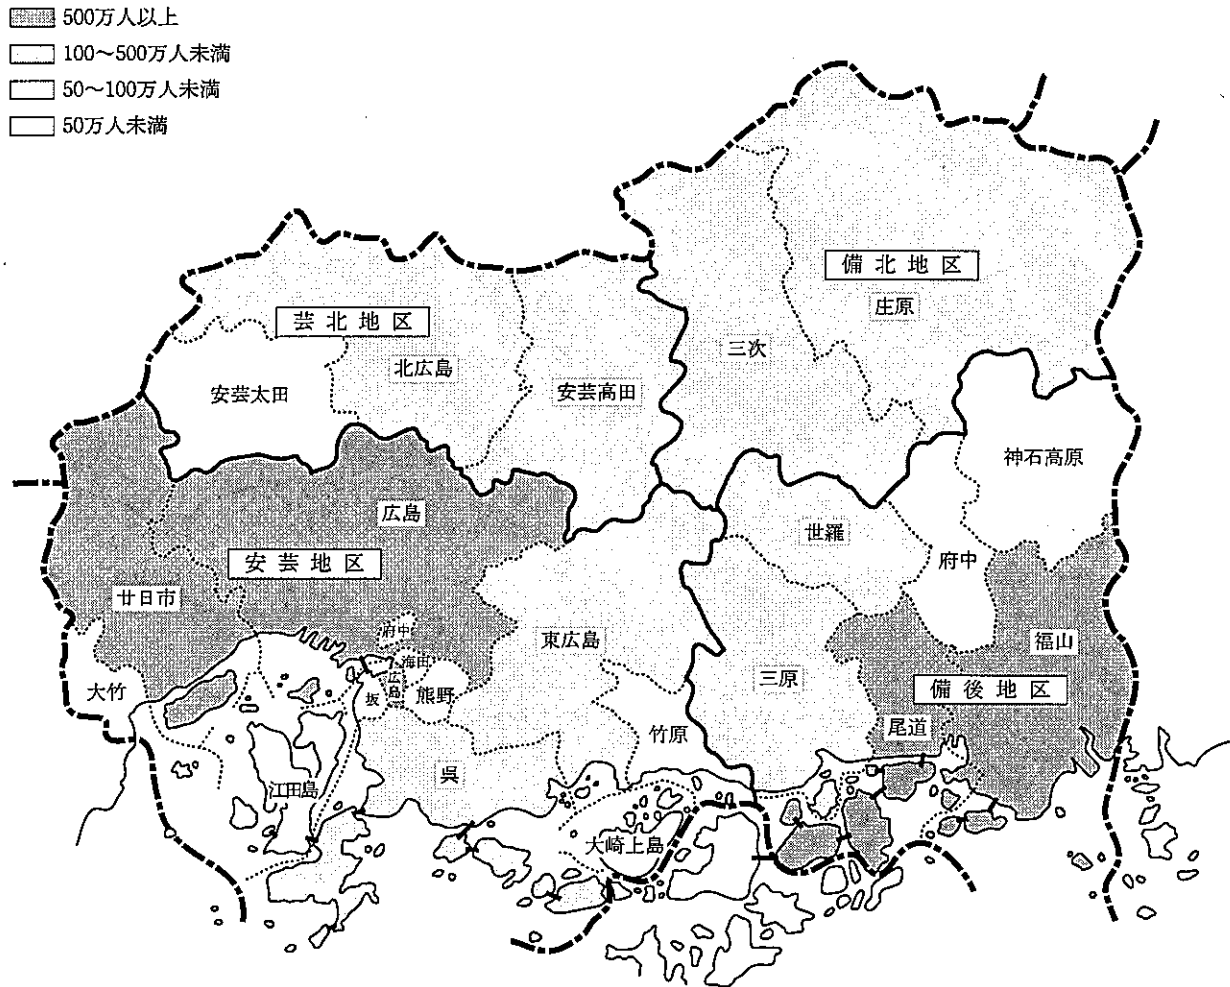 500万人以上
100〜500万人未満
50〜100万人未満
50万人未満
備北地区
庄原
芸北地区
三次
北広島
安芸太田
安芸高田
神石高原
広島
世羅
安芸地区
府中
廿日市
府中
東広島
福山
海田
広島
坂
熊野
三原
備後地区
大竹
尾道
竹原
呉
江田島
大崎上島